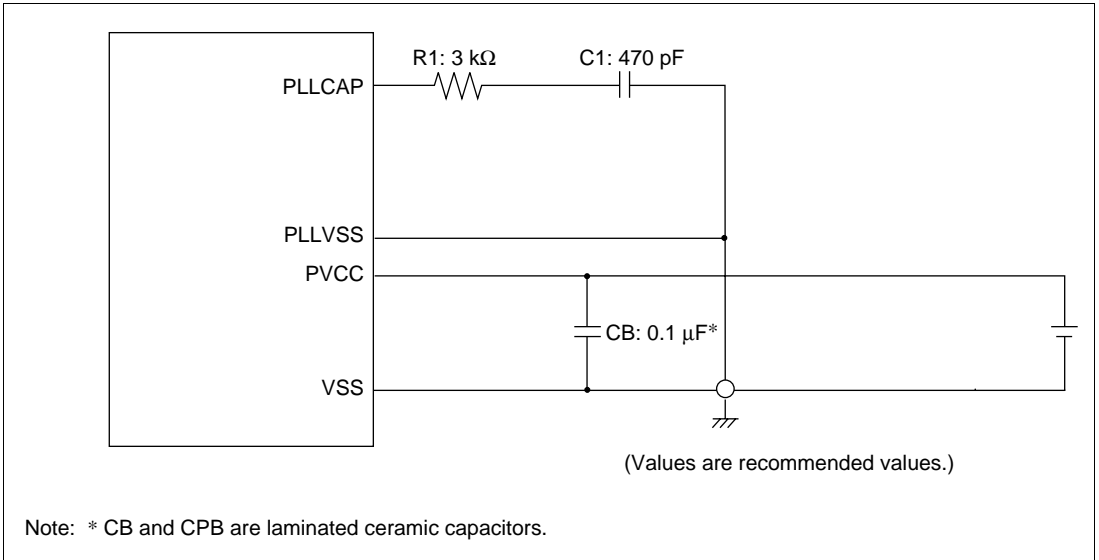 R1: 3 kΩ
C1: 470 pF
PLLCAP
PLLVSS
PVCC
CB: 0.1 μF*
VSS
(Values are recommended values.)
Note: * CB and CPB are laminated ceramic capacitors.